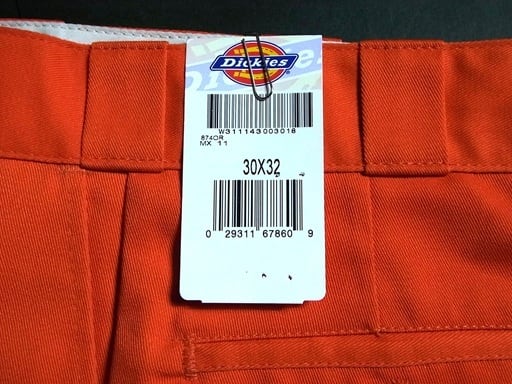 Dickies
W311143003018
874OR
MX 11
30X32
0 29311 67860 9